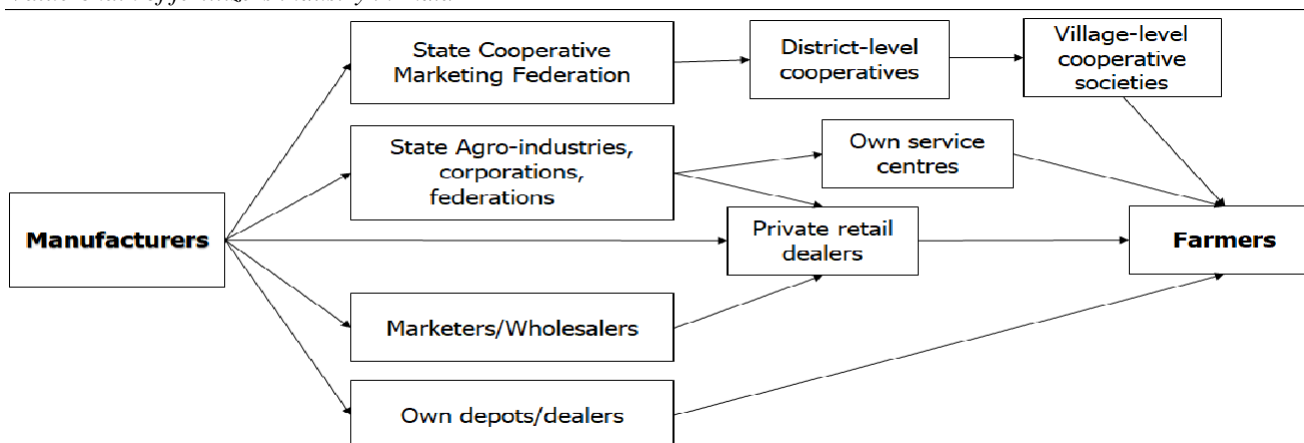 State Cooperative
Marketing Federation
District-level
cooperatives
Village-level
cooperative
societies
State Agro-industries,
corporations,
federations
Own service
centres
Manufacturers
Private retail
dealers
Farmers
Marketers/Wholesalers
Own depots/dealers